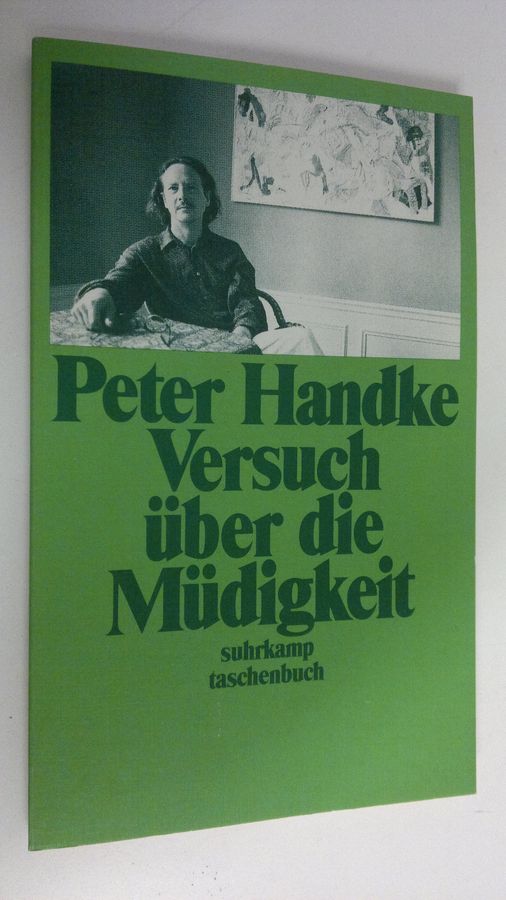 Peter Handke
Versuch
über die
Müdigkeit
suhrkamp
taschenbuch